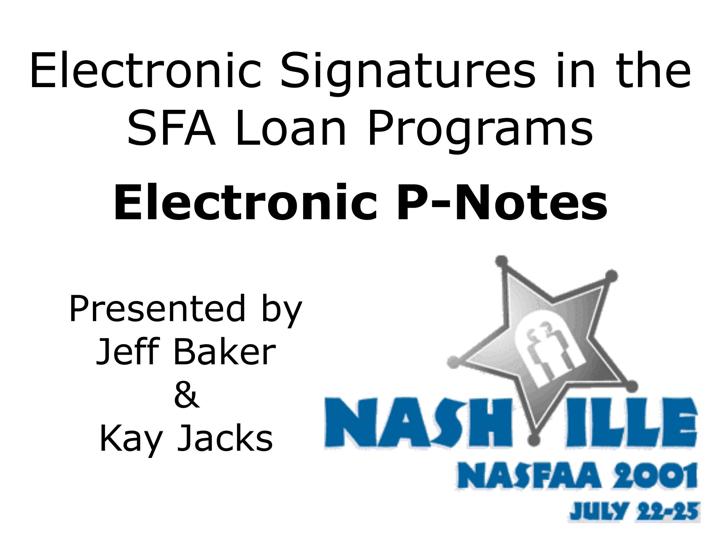 Electronic Signatures in the
SFA Loan Programs
Electronic P-Notes
Presented by
Jeff Baker
&
Kay Jacks
NASHVILLE
NASFAA 2001
JULY 22-25